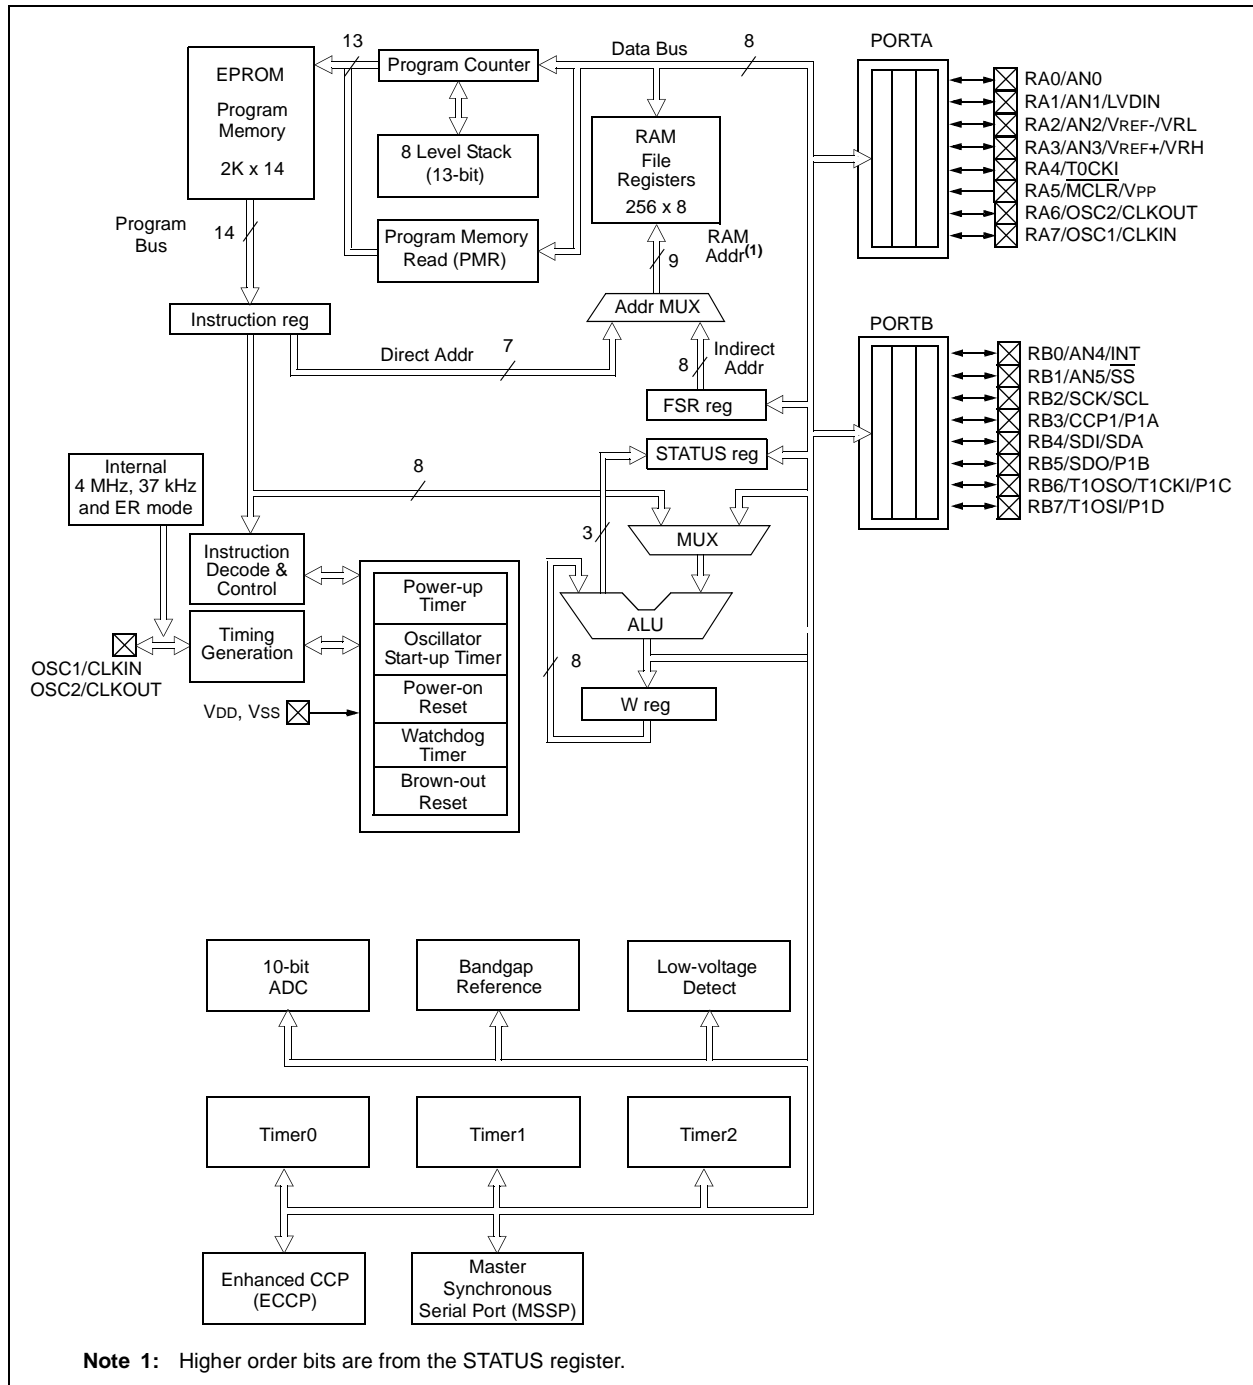 13
Data Bus
8
PORTA
EPROM
Program
Memory
2K x 14
Program Counter
8 Level Stack
(13-bit)
RAM
File
Registers
256 x 8
RA0/AN0
RA1/AN1/LVDIN
RA2/AN2/VREF-/VRL
RA3/AN3/VREF+/VRH
RA4/T0CKI
RA5/MCLR/VPP
RA6/OSC2/CLKOUT
RA7/OSC1/CLKIN
Program
Bus
14
Program Memory
Read (PMR)
RAM
Addr(1)
9
Addr MUX
Instruction reg
Direct Addr
7
8
Indirect
Addr
FSR reg
STATUS reg
PORTB
RB0/AN4/INT
RB1/AN5/SS
RB2/SCK/SCL
RB3/CCP1/P1A
RB4/SDI/SDA
RB5/SDO/P1B
RB6/T1OSO/T1CKI/P1C
RB7/T1OSI/P1D
Internal
4 MHz, 37 kHz
and ER mode
8
3
MUX
Instruction
Decode &
Control
Timing
Generation
OSC1/CLKIN
OSC2/CLKOUT
VDD, VSS
Power-up
Timer
Oscillator
Start-up Timer
Power-on
Reset
Watchdog
Timer
Brown-out
Reset
ALU
8
W reg
10-bit
ADC
Bandgap
Reference
Low-voltage
Detect
Timer0
Timer1
Timer2
Enhanced CCP
(ECCP)
Master
Synchronous
Serial Port (MSSP)
Note 1: Higher order bits are from the STATUS register.